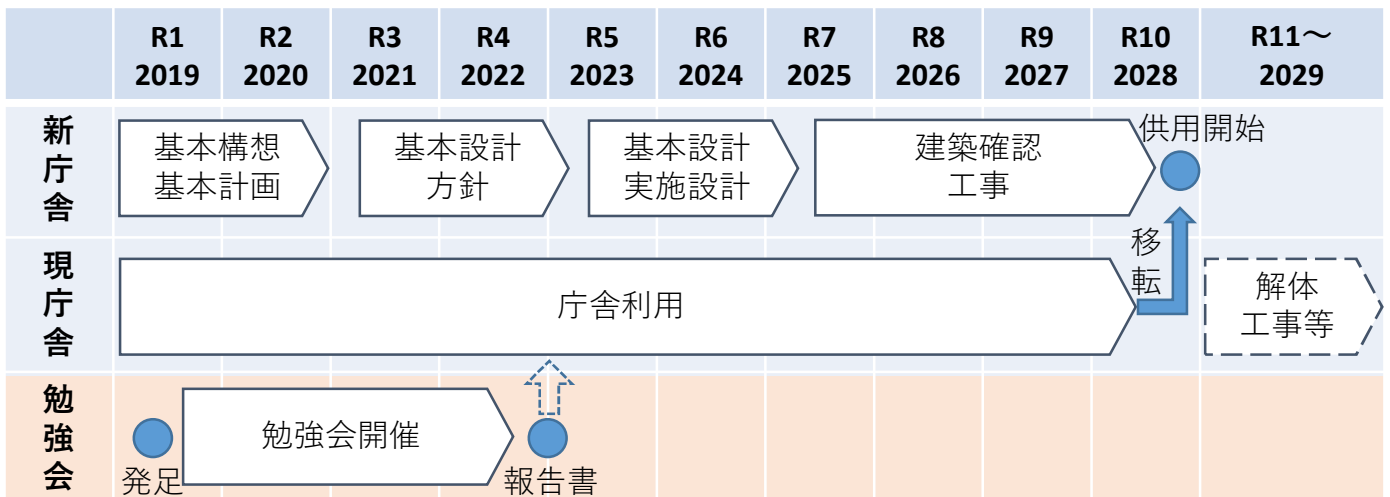 R1 R2 R3 R4 R5 R6 R7 R8 R9 R10 R11～
2019 2020 2021 2022 2023 2024 2025 2026 2027 2028 2029
新庁舎
基本構想
基本計画
基本設計
方針
基本設計
実施設計
建築確認
工事
供用開始
現庁舎
庁舎利用
移転
解体
工事等
勉強会
発足
勉強会開催
報告書